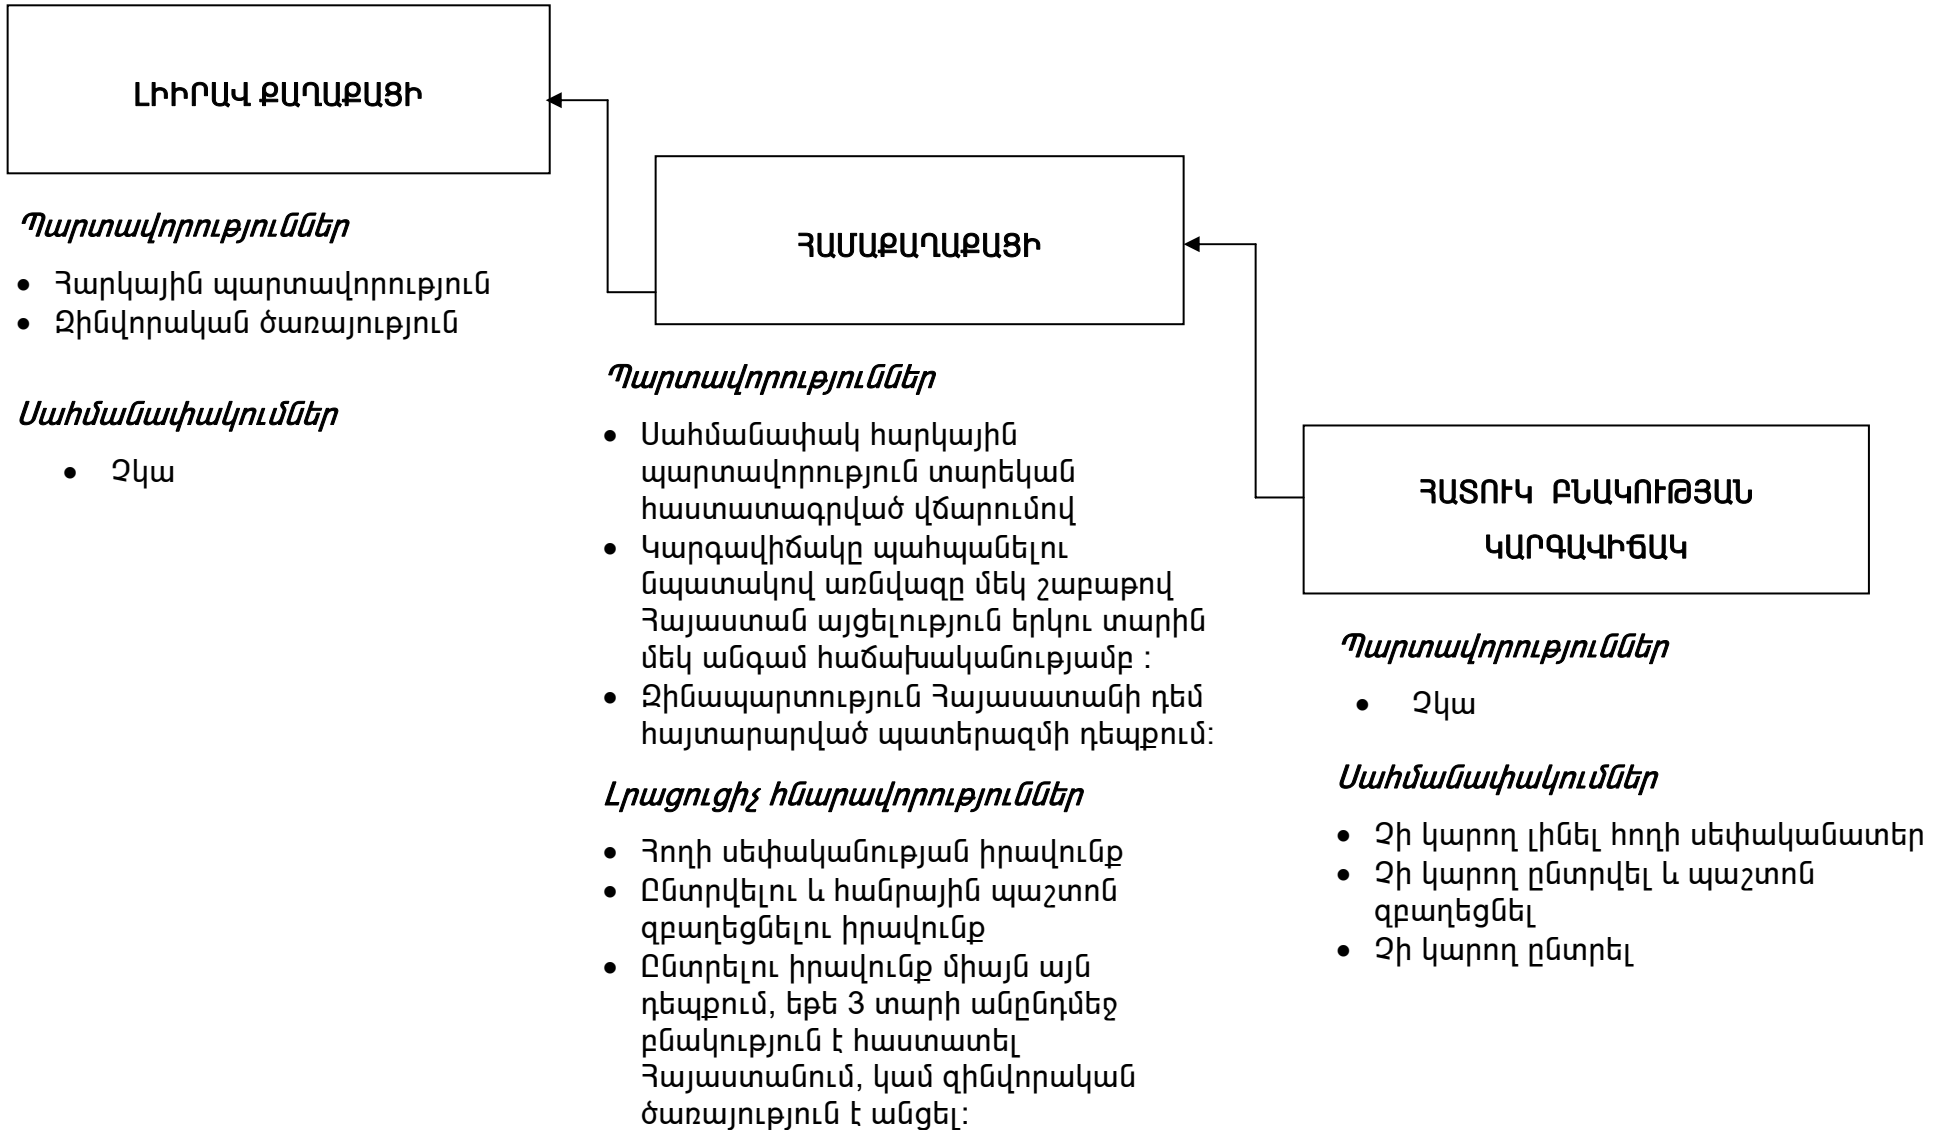 ԼԻԻՐԱՎ ՔԱՂԱՔԱՑԻ
Պարտավորություններ
• Հարկային պարտավորություն
• Զինվորական ծառայություն
Սահմանափակումներ
• Չկա
ՀԱՄԱՔԱՂԱՔԱՑԻ
Պարտավորություններ
• Սահմանափակ հարկային
պարտավորություն տարեկան
հաստատագրված վճարումով
• Կարգավիճակը պահպանելու
նպատակով առնվազը մեկ շաբաթով
Հայաստան այցելություն երկու տարին
մեկ անգամ հաճախականությամբ :
• Զինապարտություն Հայասատանի դեմ
հայտարարված պատերազմի դեպքում:
Լրացուցիչ հնարավորություններ
• Հողի սեփականության իրավունք
• Ընտրվելու և հանրային պաշտոն
զբաղեցնելու իրավունք
• Ընտրելու իրավունք միայն այն
դեպքում, եթե 3 տարի անընդմեջ
բնակություն է հաստատել
Հայաստանում, կամ զինվորական
ծառայություն է անցել:
ՀԱՏՈՒԿ ԲՆԱԿՈՒԹՅԱՆ
ԿԱՐԳԱՎԻՃԱԿ
Պարտավորություններ
• Չկա
Սահմանափակումներ
• Չի կարող լինել հողի սեփականատեր
• Չի կարող ընտրվել և պաշտոն
զբաղեցնել
• Չի կարող ընտրել